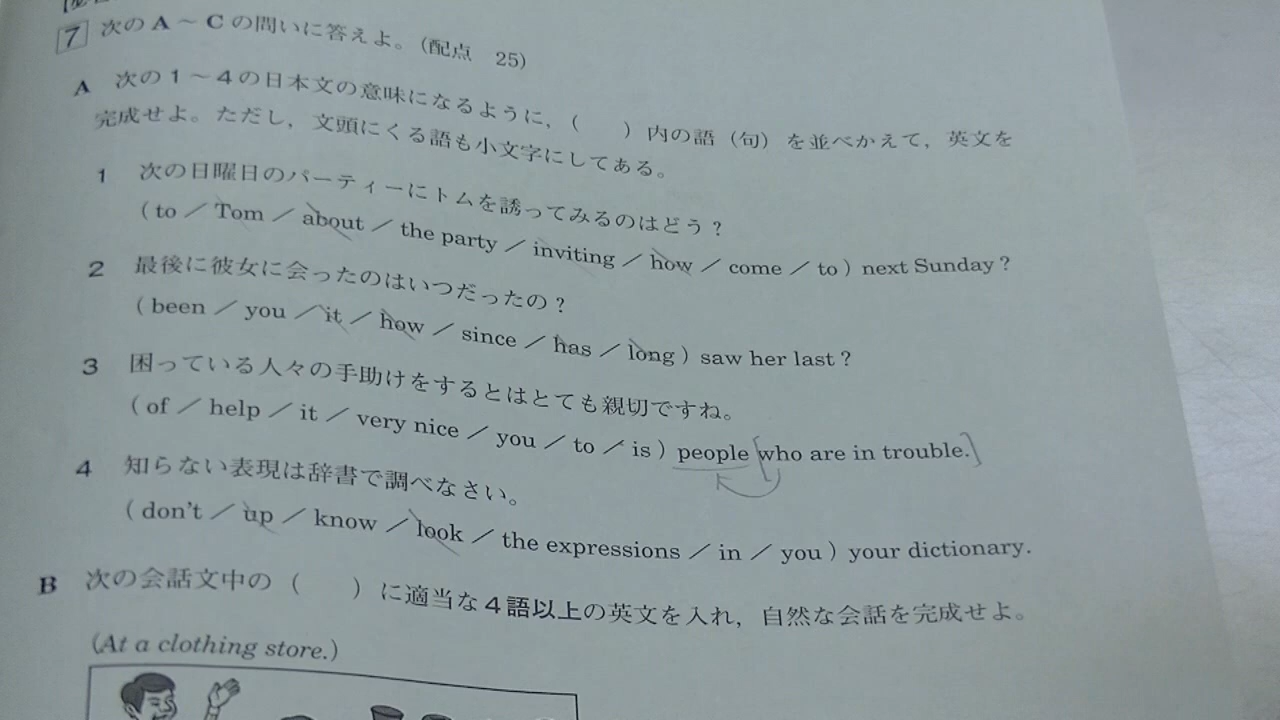 7 次のA～Cの問いに答えよ。(配点 25)
A 次の1～4の日本文の意味になるように，( )内の語（句）を並べかえて，英文を
完成せよ。ただし，文頭にくる語も小文字にしてある。
1 次の日曜日のパーティーにトムを誘ってみるのはどう？
( to / Tom / about / the party / inviting / how / come / to ) next Sunday?
2 最後に彼女に会ったのはいつだったの？
( been / you / it / how / since / has / long ) saw her last?
3 困っている人々の手助けをするとはとても親切ですね。
( of / help / it / very nice / you / to / is ) people who are in trouble.
4 知らない表現は辞書で調べなさい。
( don't / up / know / look / the expressions / in / you ) your dictionary.
B 次の会話文中の ( ) に適当な4語以上の英文を入れ，自然な会話を完成せよ。
(At a clothing store.)